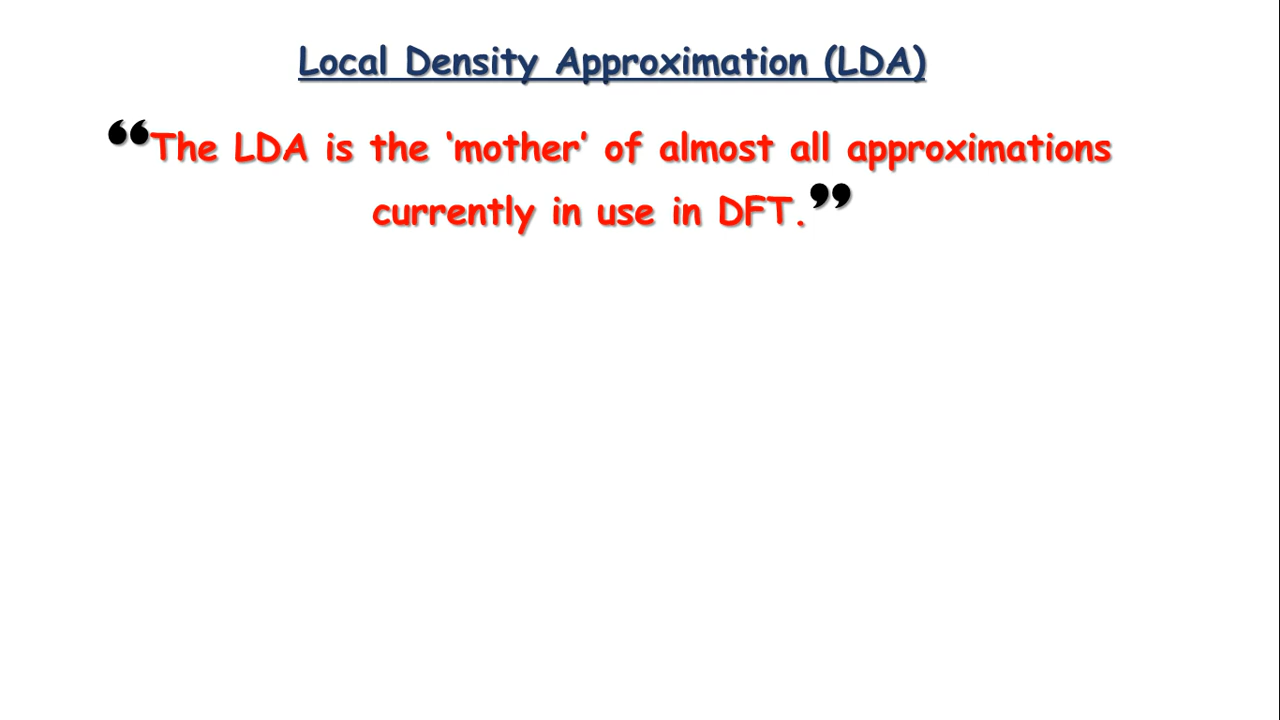 Local Density Approximation (LDA)
“The LDA is the ‘mother’ of almost all approximations
currently in use in DFT.”